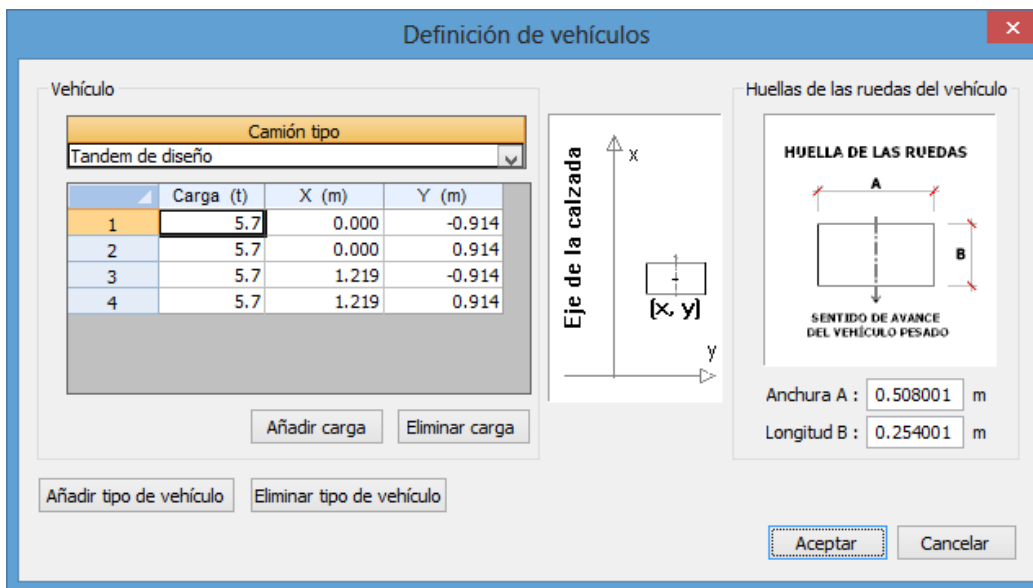 Definición de vehículos
Vehículo
Camión tipo
Tandem de diseño
Carga (t) X (m) Y (m)
1 5.7 0.000 -0.914
2 5.7 0.000 0.914
3 5.7 1.219 -0.914
4 5.7 1.219 0.914
Añadir carga Eliminar carga
Añadir tipo de vehículo Eliminar tipo de vehículo
Eje de la calzada
x
(x, y)
y
Huellas de las ruedas del vehículo
HUELLA DE LAS RUEDAS
A
B
SENTIDO DE AVANCE
DEL VEHÍCULO PESADO
Anchura A : 0.508001 m
Longitud B : 0.254001 m
Aceptar Cancelar